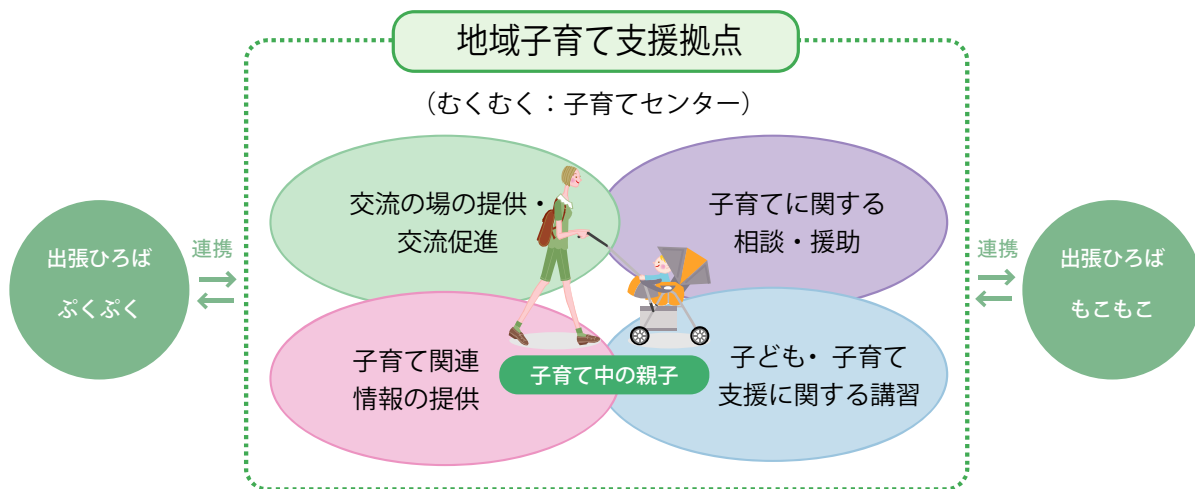 地域子育て支援拠点
（むくむく：子育てセンター）
交流の場の提供・
交流促進
子育てに関する
相談・援助
出張ひろば
ぷくぷく
連携
連携
出張ひろば
もこもこ
子育て関連
情報の提供
子育て中の親子
子ども・子育て
支援に関する講習